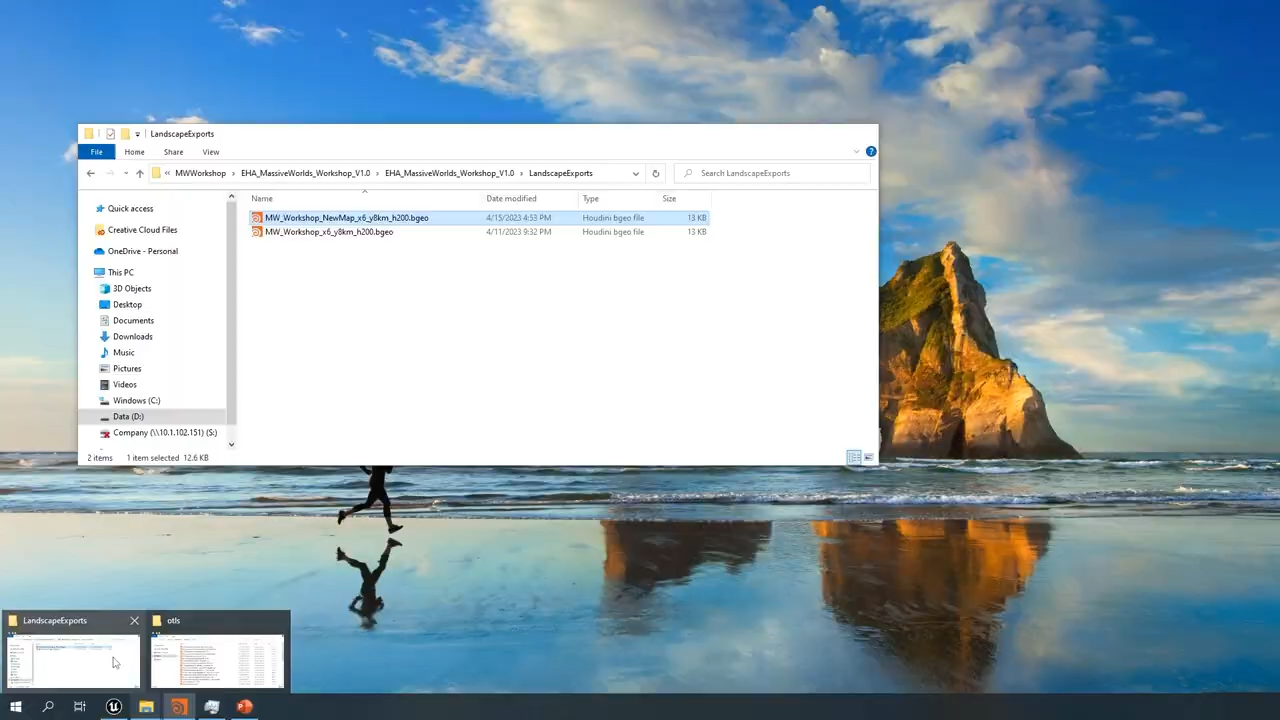 LandscapeExports
File Home Share View
« MWWorkshop › EHA_MassiveWorlds_Workshop_V1.0 › EHA_MassiveWorlds_Workshop_V1.0 › LandscapeExports
Search LandscapeExports
Name Date modified Type Size
MW_Workshop_NewMap_x6_y8km_h200.bgeo 4/15/2023 4:53 PM Houdini bgeo file 13 KB
MW_Workshop_x6_y8km_h200.bgeo 4/11/2023 9:32 PM Houdini bgeo file 13 KB
Quick access
Creative Cloud Files
OneDrive - Personal
This PC
3D Objects
Desktop
Documents
Downloads
Music
Pictures
Videos
Windows (C:)
Data (D:)
Company (\\10.1.102.151) (S:)
2 items 1 item selected 12.6 KB
LandscapeExports
otls